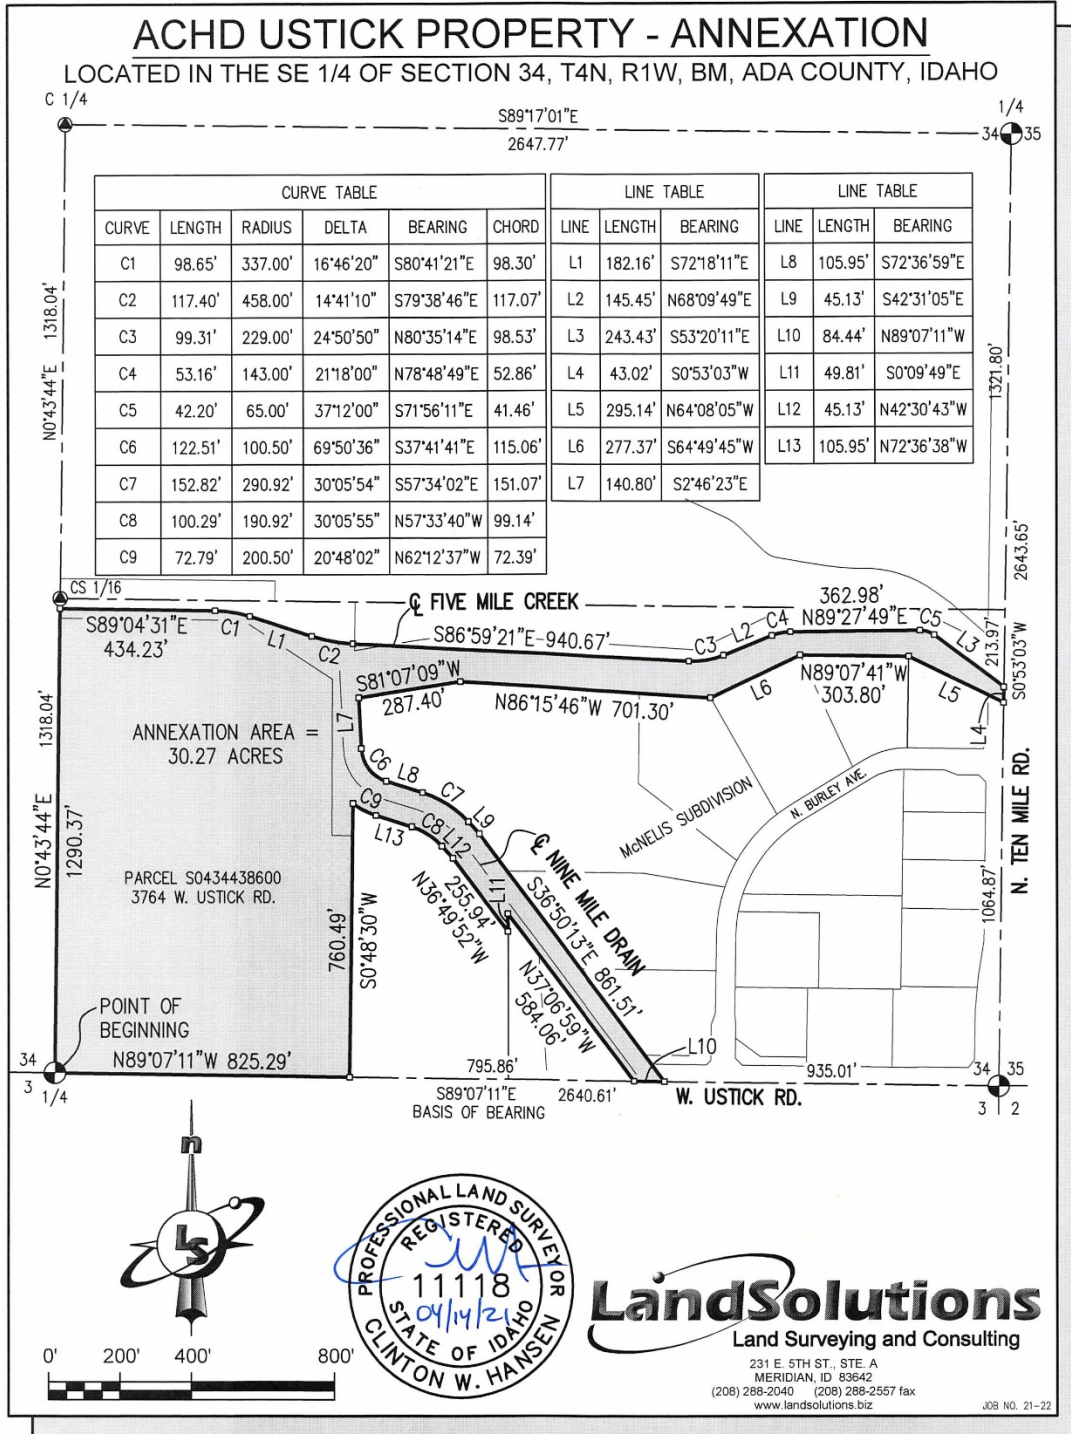 ACHD USTICK PROPERTY - ANNEXATION
LOCATED IN THE SE 1/4 OF SECTION 34, T4N, R1W, BM, ADA COUNTY, IDAHO
C 1/4
S89°17'01"E
2647.77'
1/4
34 35
CURVE TABLE
CURVE LENGTH RADIUS DELTA BEARING CHORD
C1 98.65' 337.00' 16°46'20" S80°41'21"E 98.30'
C2 117.40' 458.00' 14°41'10" S79°38'46"E 117.07'
C3 99.31' 229.00' 24°50'50" N80°35'14"E 98.53'
C4 53.16' 143.00' 21°18'00" N78°48'49"E 52.86'
C5 42.20' 65.00' 37°12'00" S71°56'11"E 41.46'
C6 122.51' 100.50' 69°50'36" S37°41'41"E 115.06'
C7 152.82' 290.92' 30°05'54" S57°34'02"E 151.07'
C8 100.29' 190.92' 30°05'55" N57°33'40"W 99.14'
C9 72.79' 200.50' 20°48'02" N62°12'37"W 72.39'
LINE TABLE
LINE LENGTH BEARING
L1 182.16' S72°18'11"E
L2 145.45' N68°09'49"E
L3 243.43' S53°20'11"E
L4 43.02' S0°53'03"W
L5 295.14' N64°08'05"W
L6 277.37' S64°49'45"W
L7 140.80' S2°46'23"E
LINE TABLE
LINE LENGTH BEARING
L8 105.95' S72°36'59"E
L9 45.13' S42°31'05"E
L10 84.44' N89°07'11"W
L11 49.81' S0°09'49"E
L12 45.13' N42°30'43"W
L13 105.95' N72°36'38"W
N0°43'44"E 1318.04'
1321.80'
2643.65'
S0°53'03"W
CS 1/16
℄ FIVE MILE CREEK
362.98'
N89°27'49"E
S89°04'31"E
434.23'
C1
L1
C2
S86°59'21"E-940.67'
C3
L2
C4
C5
L3
213.97'
S81°07'09"W
287.40'
N86°15'46"W 701.30'
L6
N89°07'41"W
303.80'
L5
L4
L7
ANNEXATION AREA =
30.27 ACRES
1318.04'
N0°43'44"E
1290.37'
C6
L8
C7
L9
C9
L13
C8
L12
L11
McNELIS SUBDIVISION
N. BURLEY AVE.
N. TEN MILE RD.
℄ NINE MILE DRAIN
PARCEL S0434438600
3764 W. USTICK RD.
255.94'
N36°49'52"W
S36°50'13"E 861.51'
760.49'
S0°48'30"W
N37°06'59"W
584.06'
1064.87'
POINT OF
BEGINNING
N89°07'11"W 825.29'
L10
34
3 1/4
795.86'
S89°07'11"E 2640.61'
BASIS OF BEARING
935.01'
W. USTICK RD.
34 35
3 2
n
LS
PROFESSIONAL LAND SURVEYOR
REGISTERED
11118
04/14/21
STATE OF IDAHO
CLINTON W. HANSEN
LandSolutions
Land Surveying and Consulting
231 E. 5TH ST., STE. A
MERIDIAN, ID 83642
(208) 288-2040 (208) 288-2557 fax
www.landsolutions.biz
0' 200' 400' 800'
JOB NO. 21-22